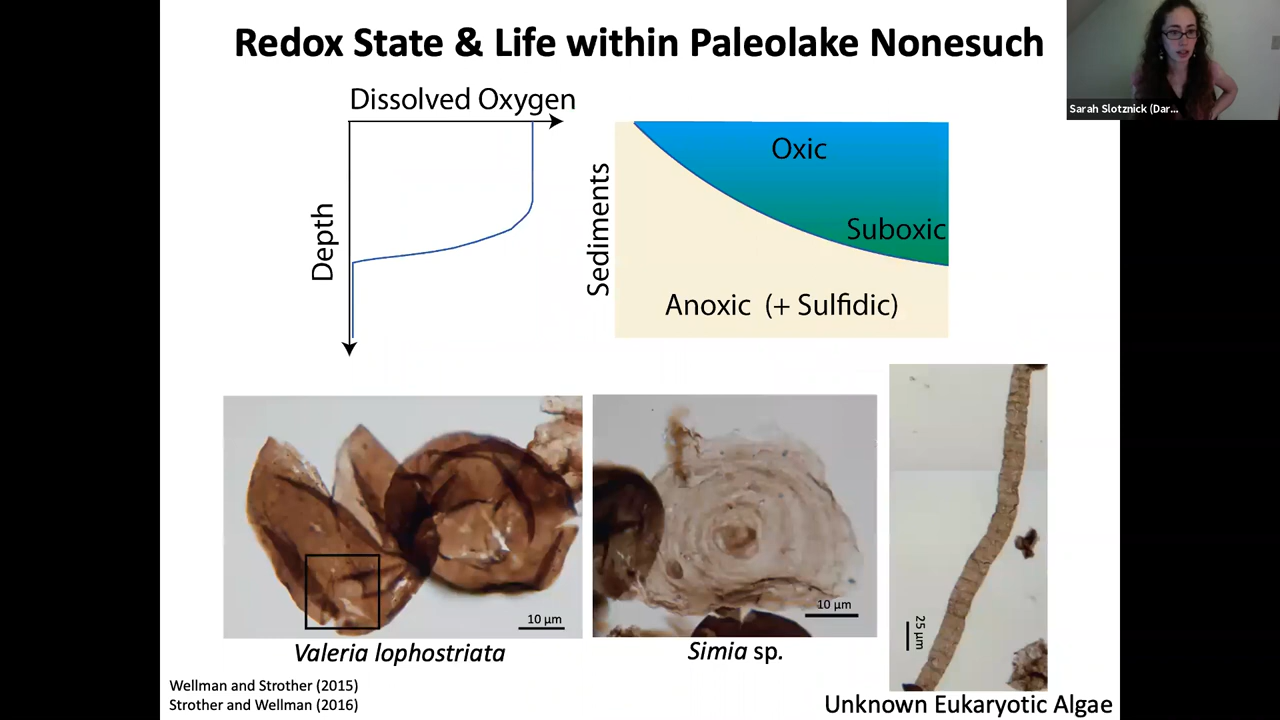 Redox State & Life within Paleolake Nonesuch
Sarah Slotznick (Dar...
Dissolved Oxygen
Depth
Sediments
Oxic
Suboxic
Anoxic (+ Sulfidic)
10 µm
10 µm
25 µm
Valeria lophostriata
Simia sp.
Unknown Eukaryotic Algae
Wellman and Strother (2015)
Strother and Wellman (2016)